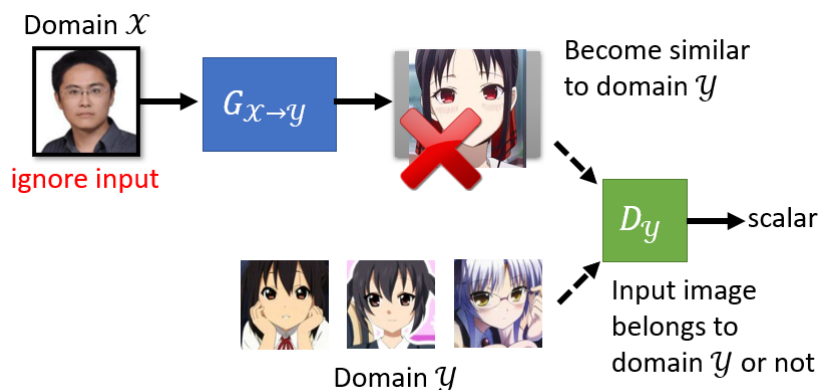 Domain 𝒳
ignore input
G𝒳→𝒴
Become similar
to domain 𝒴
D𝒴
scalar
Input image
belongs to
domain 𝒴 or not
Domain 𝒴